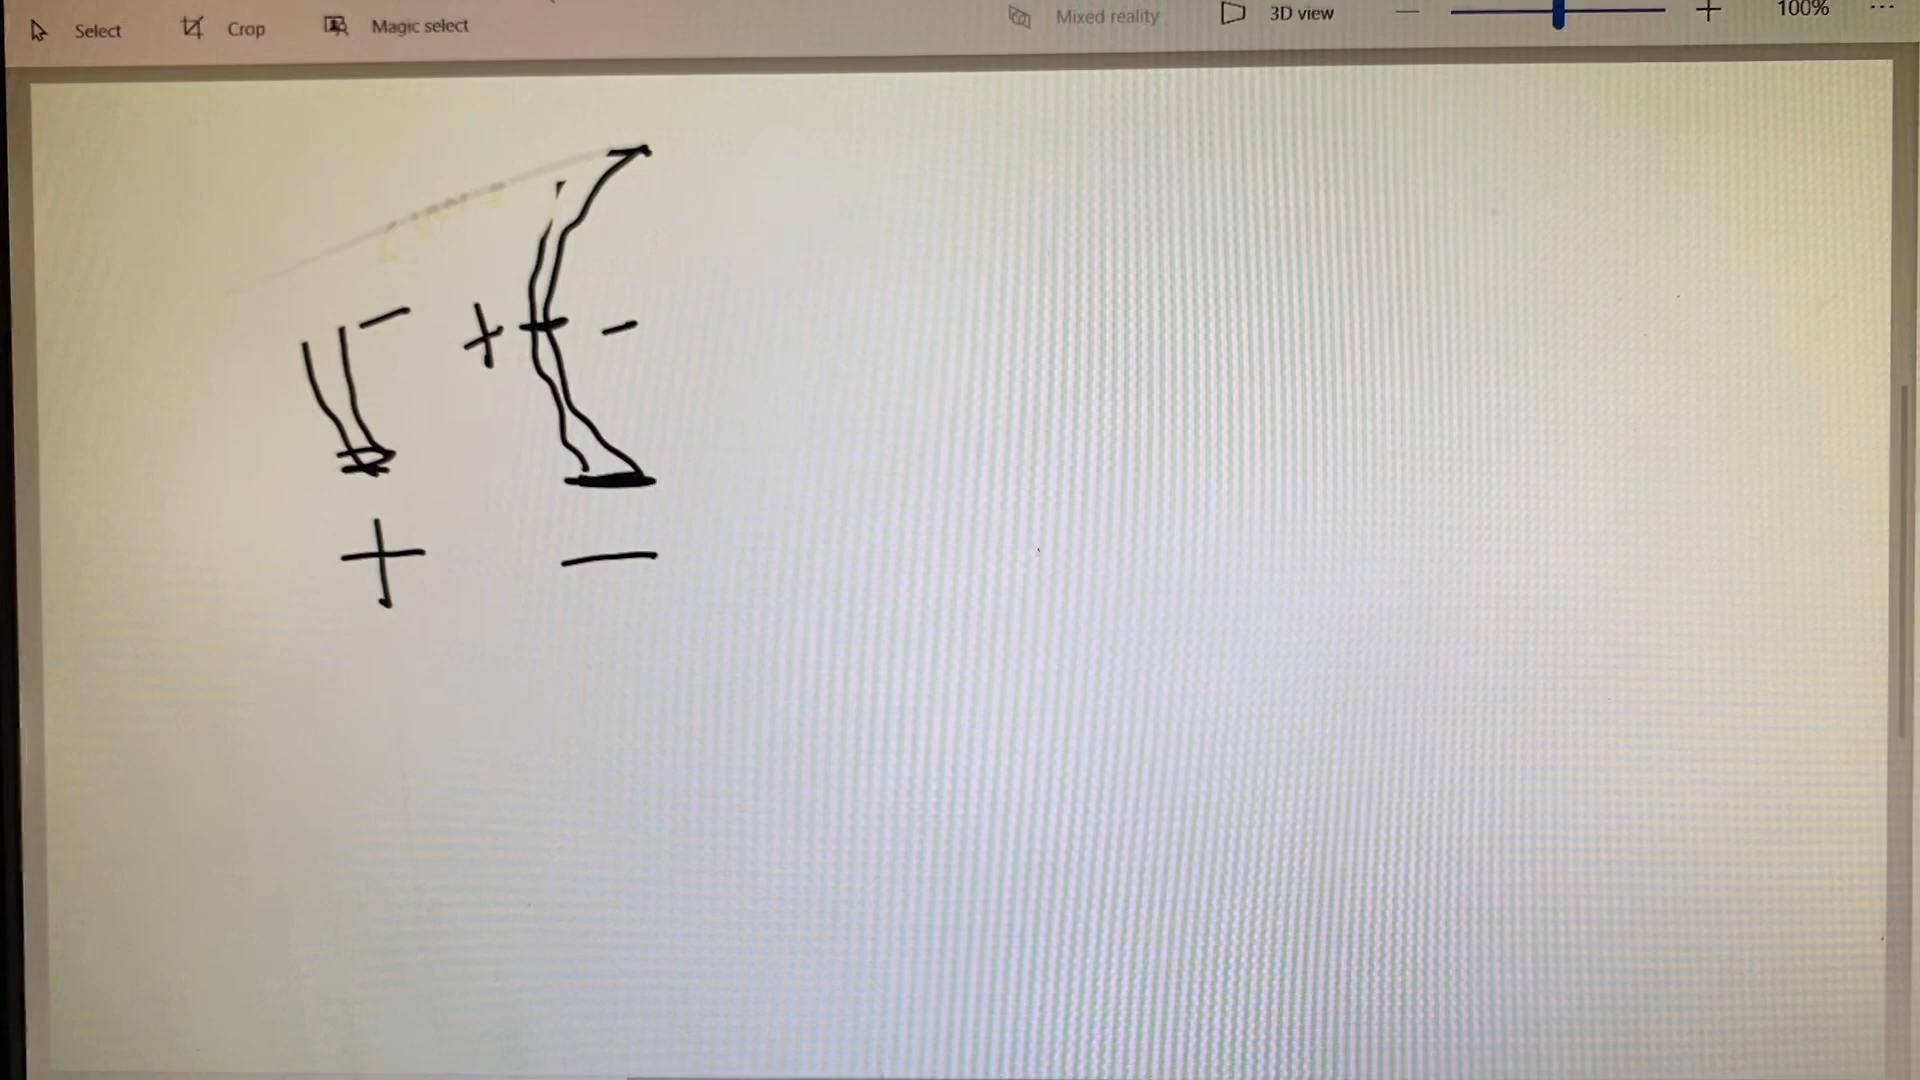 Select Crop Magic select Mixed reality 3D view — + 100% ...
-
+ + -
+ —